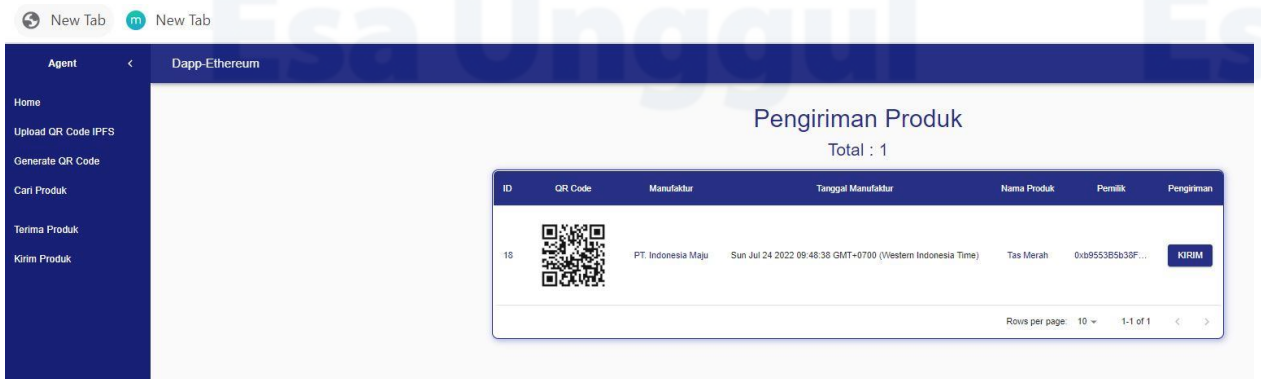 New Tab New Tab
Esa Unggul Es
Agent < Dapp-Ethereum
Home
Upload QR Code IPFS
Generate QR Code
Cari Produk
Terima Produk
Kirim Produk
Pengiriman Produk
Total : 1
ID QR Code Manufaktur Tanggal Manufaktur Nama Produk Pemilik Pengiriman
18 PT. Indonesia Maju Sun Jul 24 2022 09:48:38 GMT+0700 (Western Indonesia Time) Tas Merah 0xb9553B5b38F... KIRIM
Rows per page: 10 1-1 of 1 < >